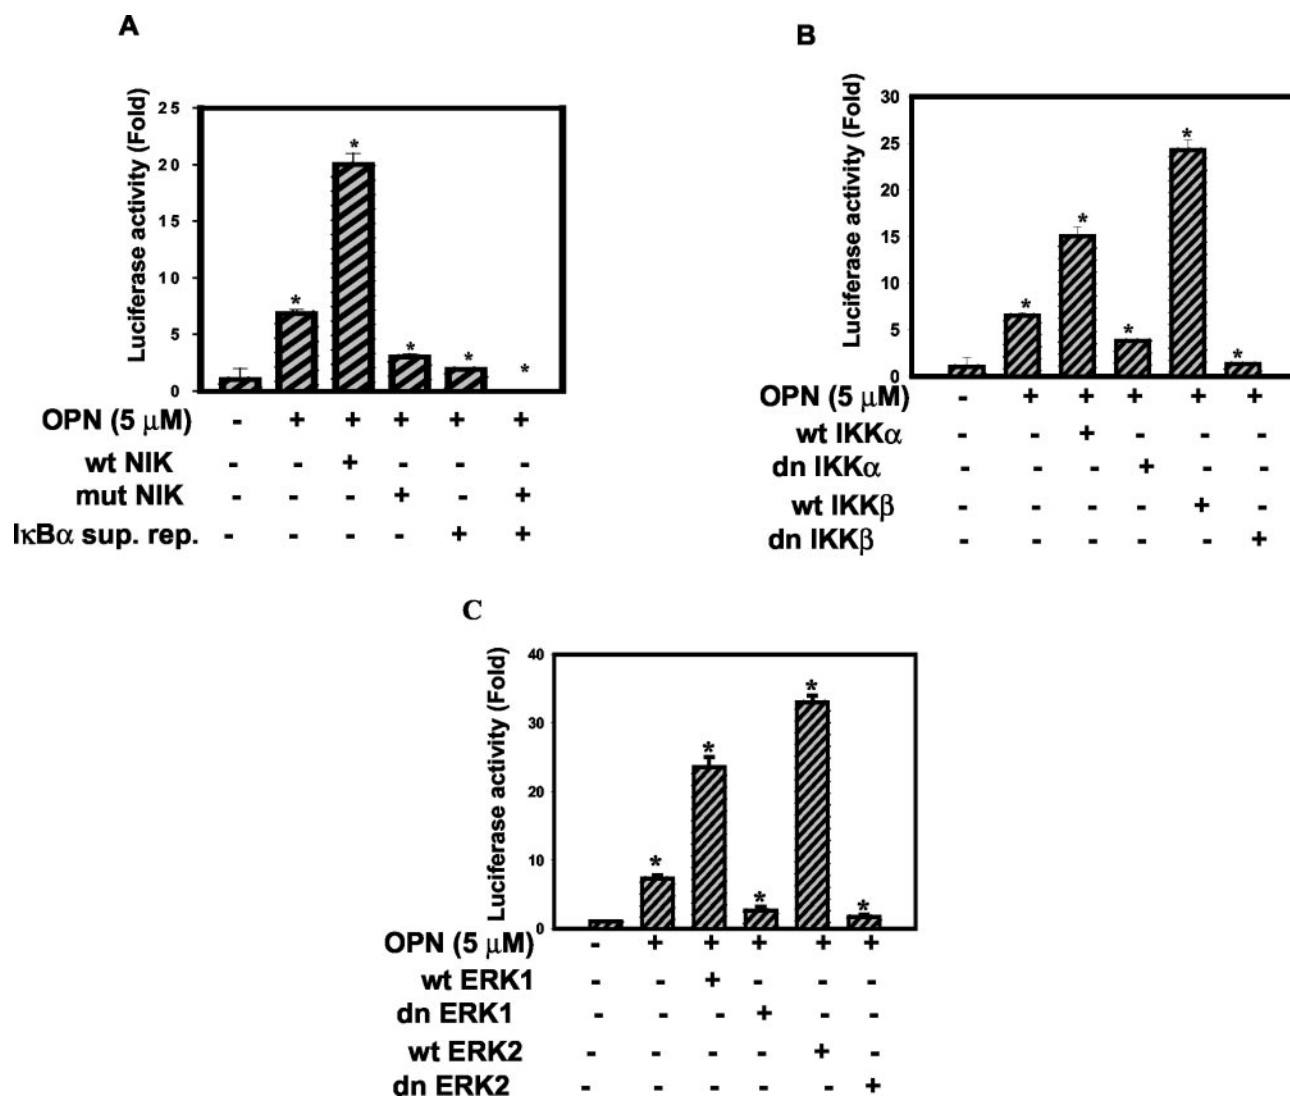 A
Luciferase activity (Fold)
25
20
15
10
5
0
* * * * * *
OPN (5 μM) - + + + + +
wt NIK - - + - - -
mut NIK - - - + - +
IκBα sup. rep. - - - - + +
B
Luciferase activity (Fold)
30
25
20
15
10
5
0
* * * * *
OPN (5 μM) - + + + + +
wt IKKα - - + - - -
dn IKKα - - - + - -
wt IKKβ - - - - + -
dn IKKβ - - - - - +
C
Luciferase activity (Fold)
40
30
20
10
0
* * * * *
OPN (5 μM) - + + + + +
wt ERK1 - - + - - -
dn ERK1 - - - + - -
wt ERK2 - - - - + -
dn ERK2 - - - - - +